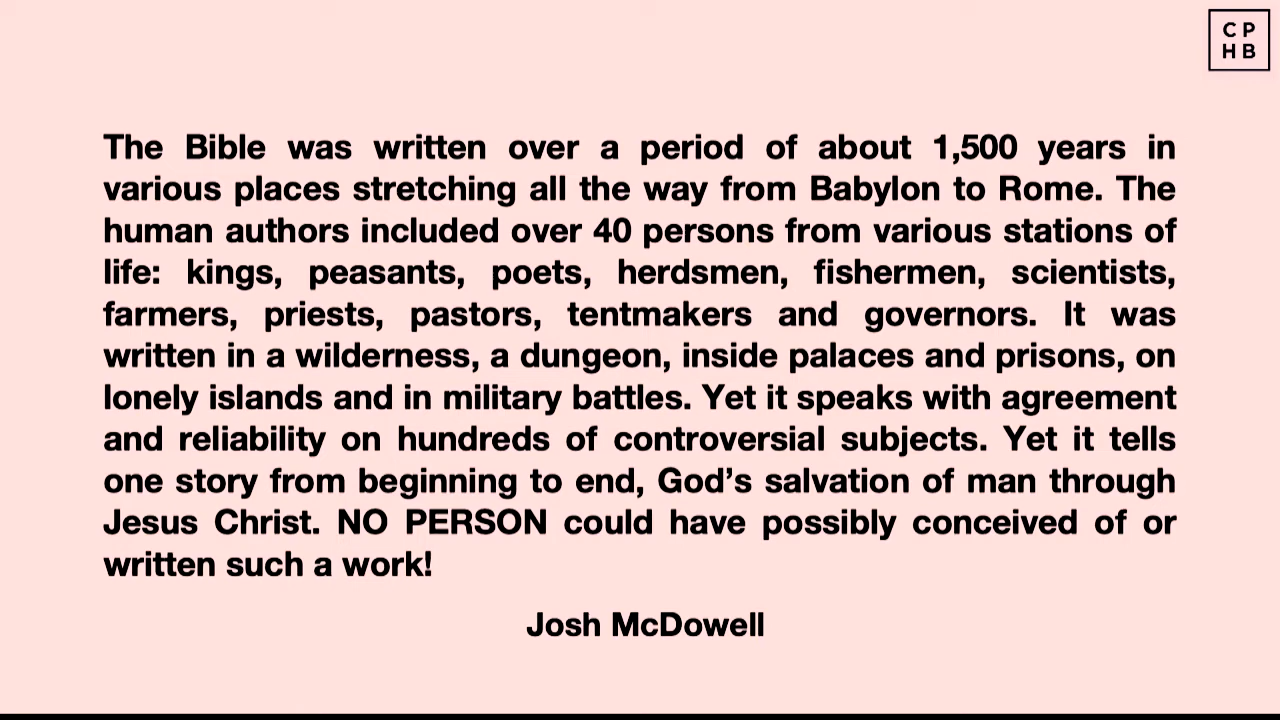 C P
H B
The Bible was written over a period of about 1,500 years in
various places stretching all the way from Babylon to Rome. The
human authors included over 40 persons from various stations of
life: kings, peasants, poets, herdsmen, fishermen, scientists,
farmers, priests, pastors, tentmakers and governors. It was
written in a wilderness, a dungeon, inside palaces and prisons, on
lonely islands and in military battles. Yet it speaks with agreement
and reliability on hundreds of controversial subjects. Yet it tells
one story from beginning to end, God’s salvation of man through
Jesus Christ. NO PERSON could have possibly conceived of or
written such a work!
Josh McDowell